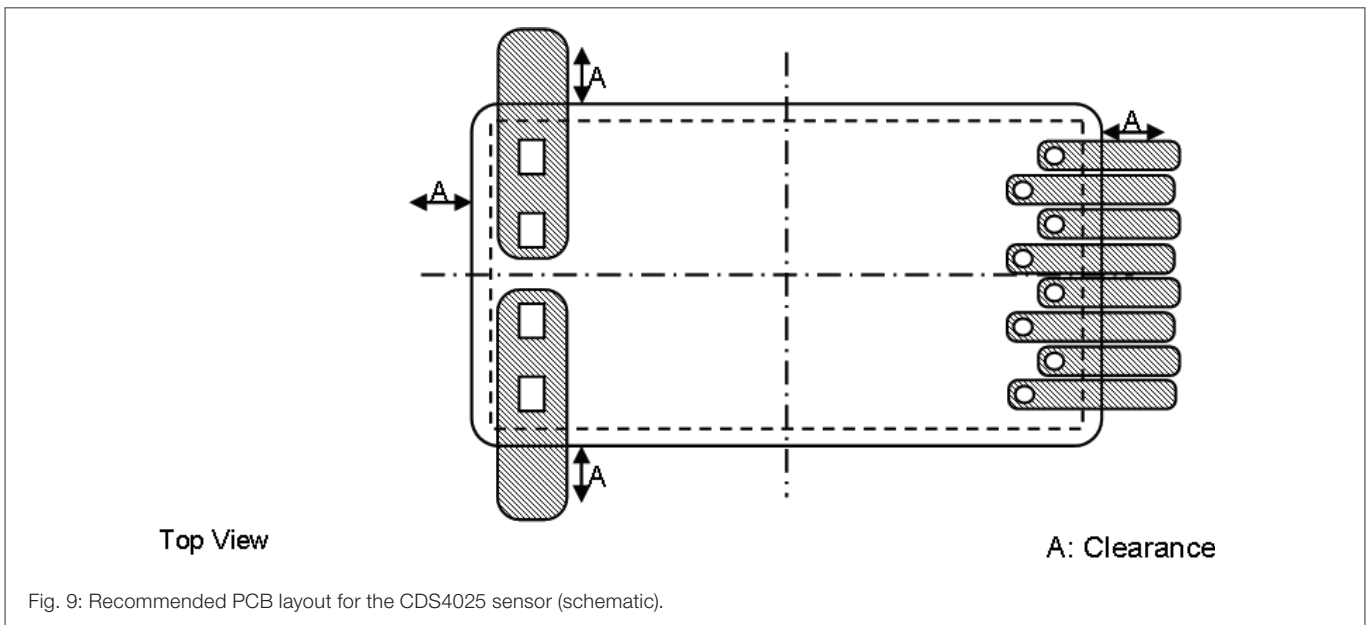 A
A
A
A
Top View
A: Clearance
Fig. 9: Recommended PCB layout for the CDS4025 sensor (schematic).